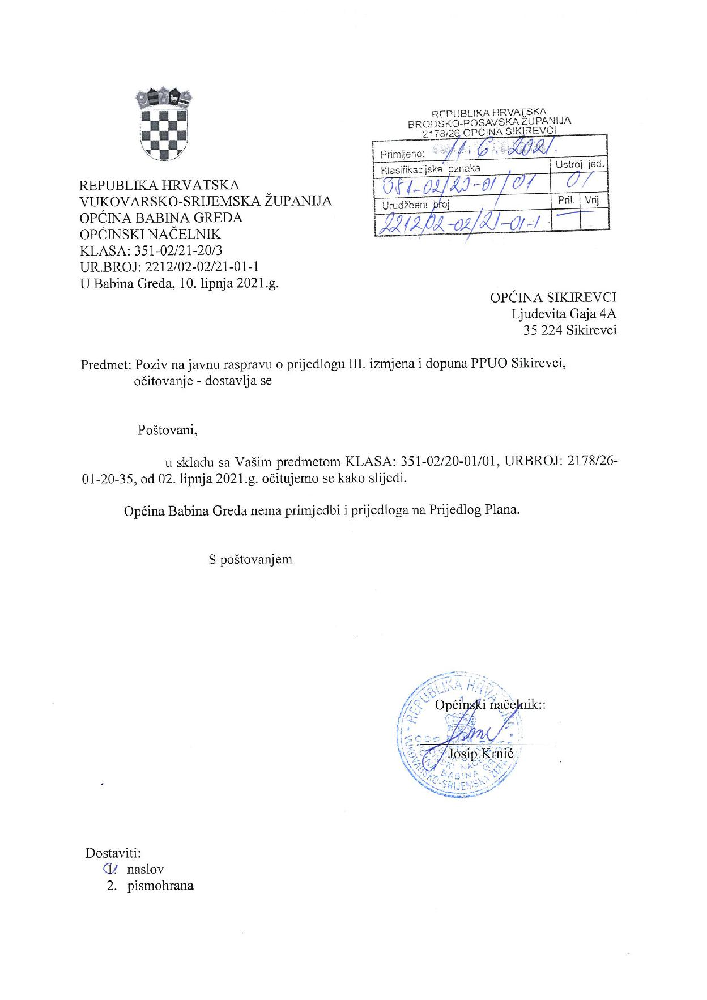 REPUBLIKA HRVATSKA
BRODSKO-POSAVSKA ŽUPANIJA
2178/26 OPĆINA SIKIREVCI
Primljeno: 11. 6. 2021.
Klasifikacijska oznaka Ustroj. jed.
351-02/20-01/01 01
Urudžbeni broj Pril. Vrij.
2212/02-02/21-01-1
REPUBLIKA HRVATSKA
VUKOVARSKO-SRIJEMSKA ŽUPANIJA
OPĆINA BABINA GREDA
OPĆINSKI NAČELNIK
KLASA: 351-02/21-20/3
UR.BROJ: 2212/02-02/21-01-1
U Babina Greda, 10. lipnja 2021.g.
OPĆINA SIKIREVCI
Ljudevita Gaja 4A
35 224 Sikirevci
Predmet: Poziv na javnu raspravu o prijedlogu III. izmjena i dopuna PPUO Sikirevci,
očitovanje - dostavlja se
Poštovani,
u skladu sa Vašim predmetom KLASA: 351-02/20-01/01, URBROJ: 2178/26-
01-20-35, od 02. lipnja 2021.g. očitujemo se kako slijedi.
Općina Babina Greda nema primjedbi i prijedloga na Prijedlog Plana.
S poštovanjem
REPUBLIKA HRVATSKA
VUKOVARSKO-SRIJEMSKA ŽUPANIJA
BABINA GREDA
Općinski načelnik::
Josip Krnić
Dostaviti:
1. naslov
2. pismohrana